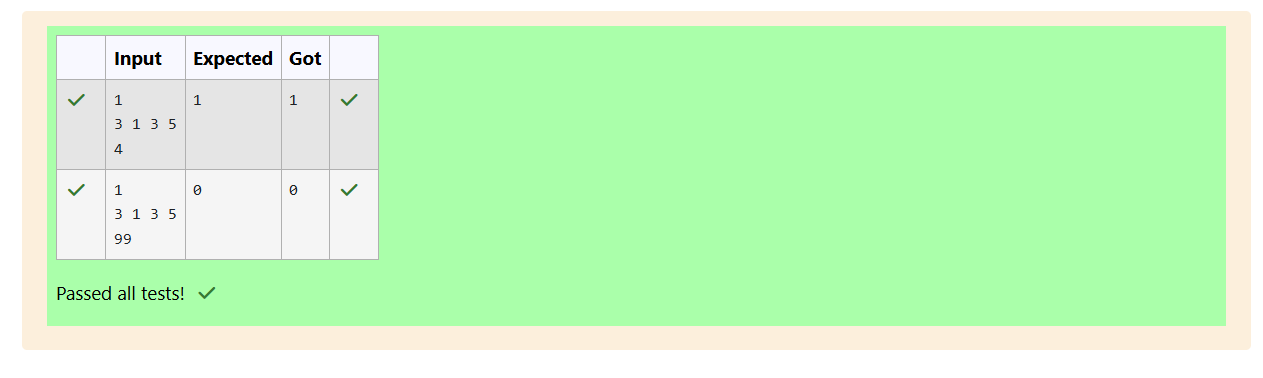 Input Expected Got
1 1 1
3 1 3 5
4
1 0 0
3 1 3 5
99
Passed all tests!